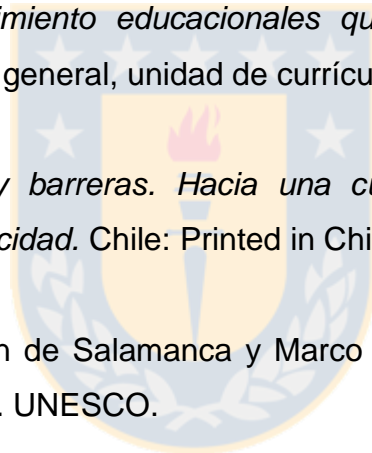 imiento educacionales qu
general, unidad de currícu
y barreras. Hacia una cu
cidad. Chile: Printed in Chi
n de Salamanca y Marco
. UNESCO.